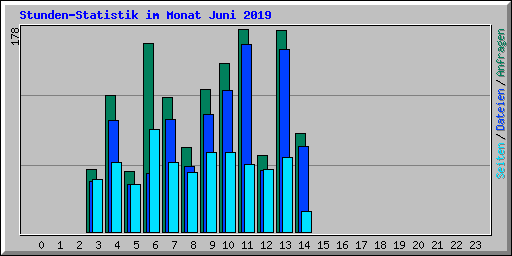 Stunden-Statistik im Monat Juni 2019
178
Seiten / Dateien / Anfragen
0 1 2 3 4 5 6 7 8 9 10 11 12 13 14 15 16 17 18 19 20 21 22 23